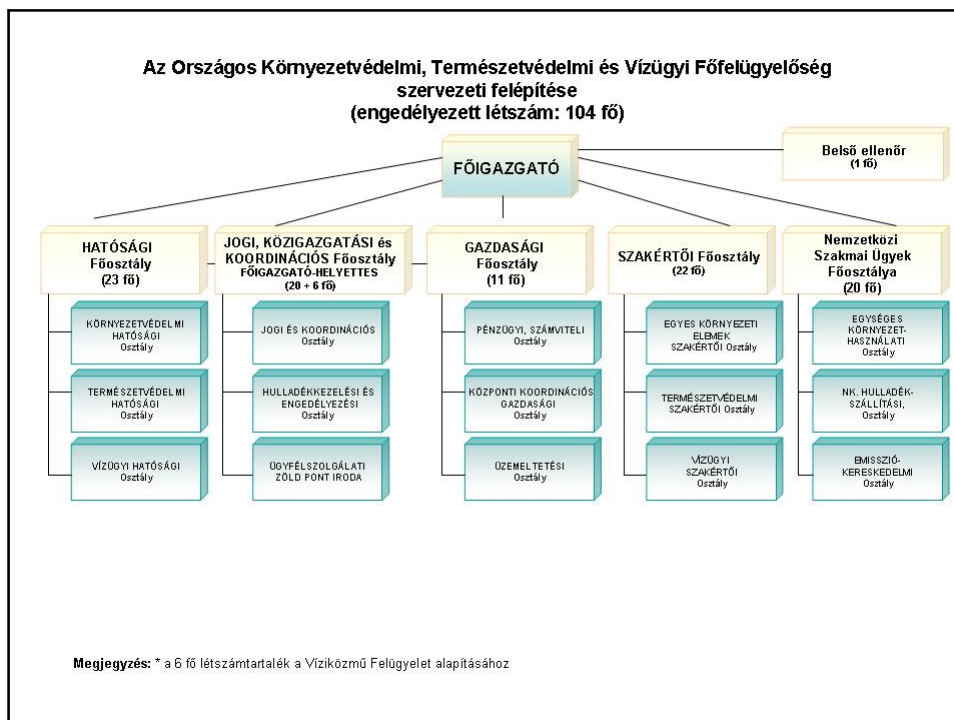 Az Országos Környezetvédelmi, Természetvédelmi és Vízügyi Főfelügyelőség
szervezeti felépítése
(engedélyezett létszám: 104 fő)
FŐIGAZGATÓ
Belső ellenőr
(1 fő)
HATÓSÁGI
Főosztály
(23 fő)
JOGI, KÖZIGAZGATÁSI és
KOORDINÁCIÓS Főosztály
FŐIGAZGATÓ-HELYETTES
(20 + 6 fő)
GAZDASÁGI
Főosztály
(11 fő)
SZAKÉRTŐI Főosztály
(22 fő)
Nemzetközi
Szakmai Ügyek
Főosztálya
(20 fő)
KÖRNYEZETVÉDELMI
HATÓSÁGI
Osztály
TERMÉSZETVÉDELMI
HATÓSÁGI
Osztály
VÍZÜGYI HATÓSÁGI
Osztály
JOGI ÉS KOORDINÁCIÓS
Osztály
HULLADÉKKEZELÉSI ÉS
ENGEDÉLYEZÉSI
Osztály
ÜGYFÉLSZOLGÁLATI
ZÖLD PONT IRODA
PÉNZÜGYI, SZÁMVITELI
Osztály
KÖZPONTI KOORDINÁCIÓS
GAZDASÁGI
Osztály
ÜZEMELTETÉSI
Osztály
EGYES KÖRNYEZETI
ELEMEK
SZAKÉRTŐI Osztály
TERMÉSZETVÉDELMI
SZAKÉRTŐI Osztály
VÍZÜGYI
SZAKÉRTŐI
Osztály
EGYSÉGES
KÖRNYEZET-
HASZNÁLATI
Osztály
NK. HULLADÉK-
SZÁLLÍTÁSI,
Osztály
EMISSZIÓ-
KERESKEDELMI
Osztály
Megjegyzés: * a 6 fő létszámtartalék a Víziközmű Felügyelet alapításához